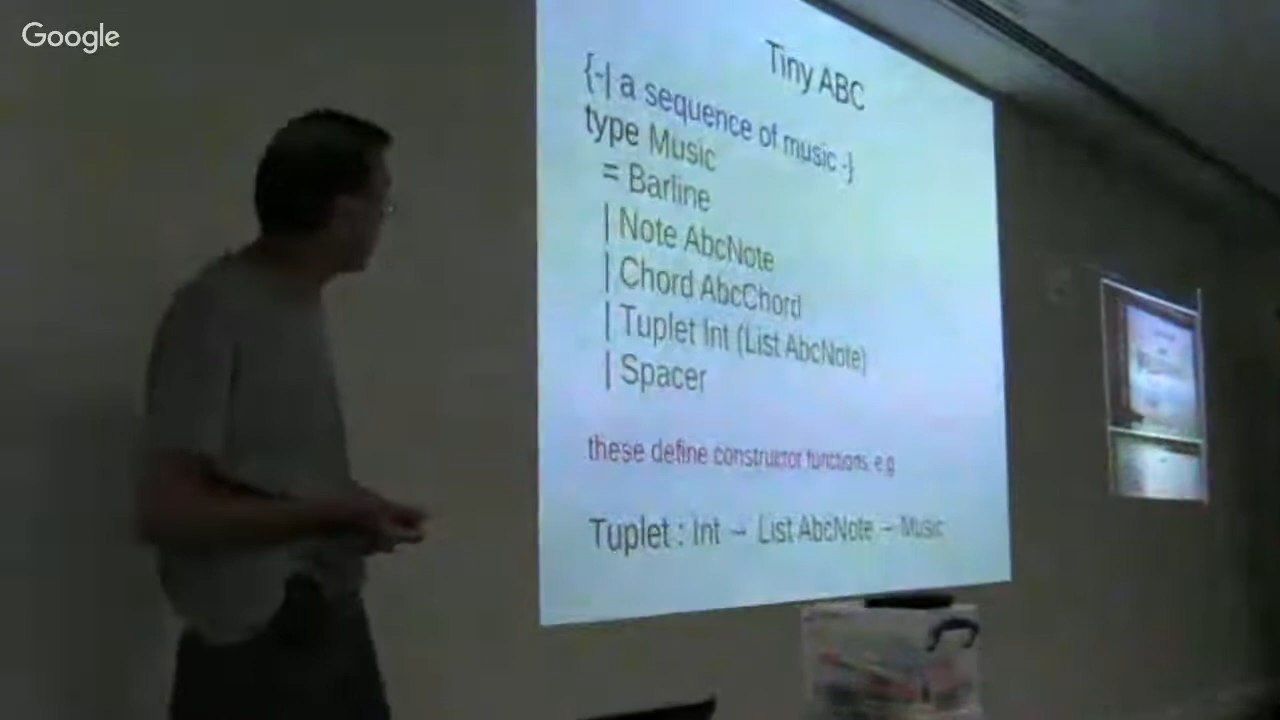 Google
Tiny ABC
{-| a sequence of music -}
type Music
= Barline
| Note AbcNote
| Chord AbcChord
| Tuplet Int (List AbcNote)
| Spacer
these define constructor functions, e.g
Tuplet : Int → List AbcNote → Music